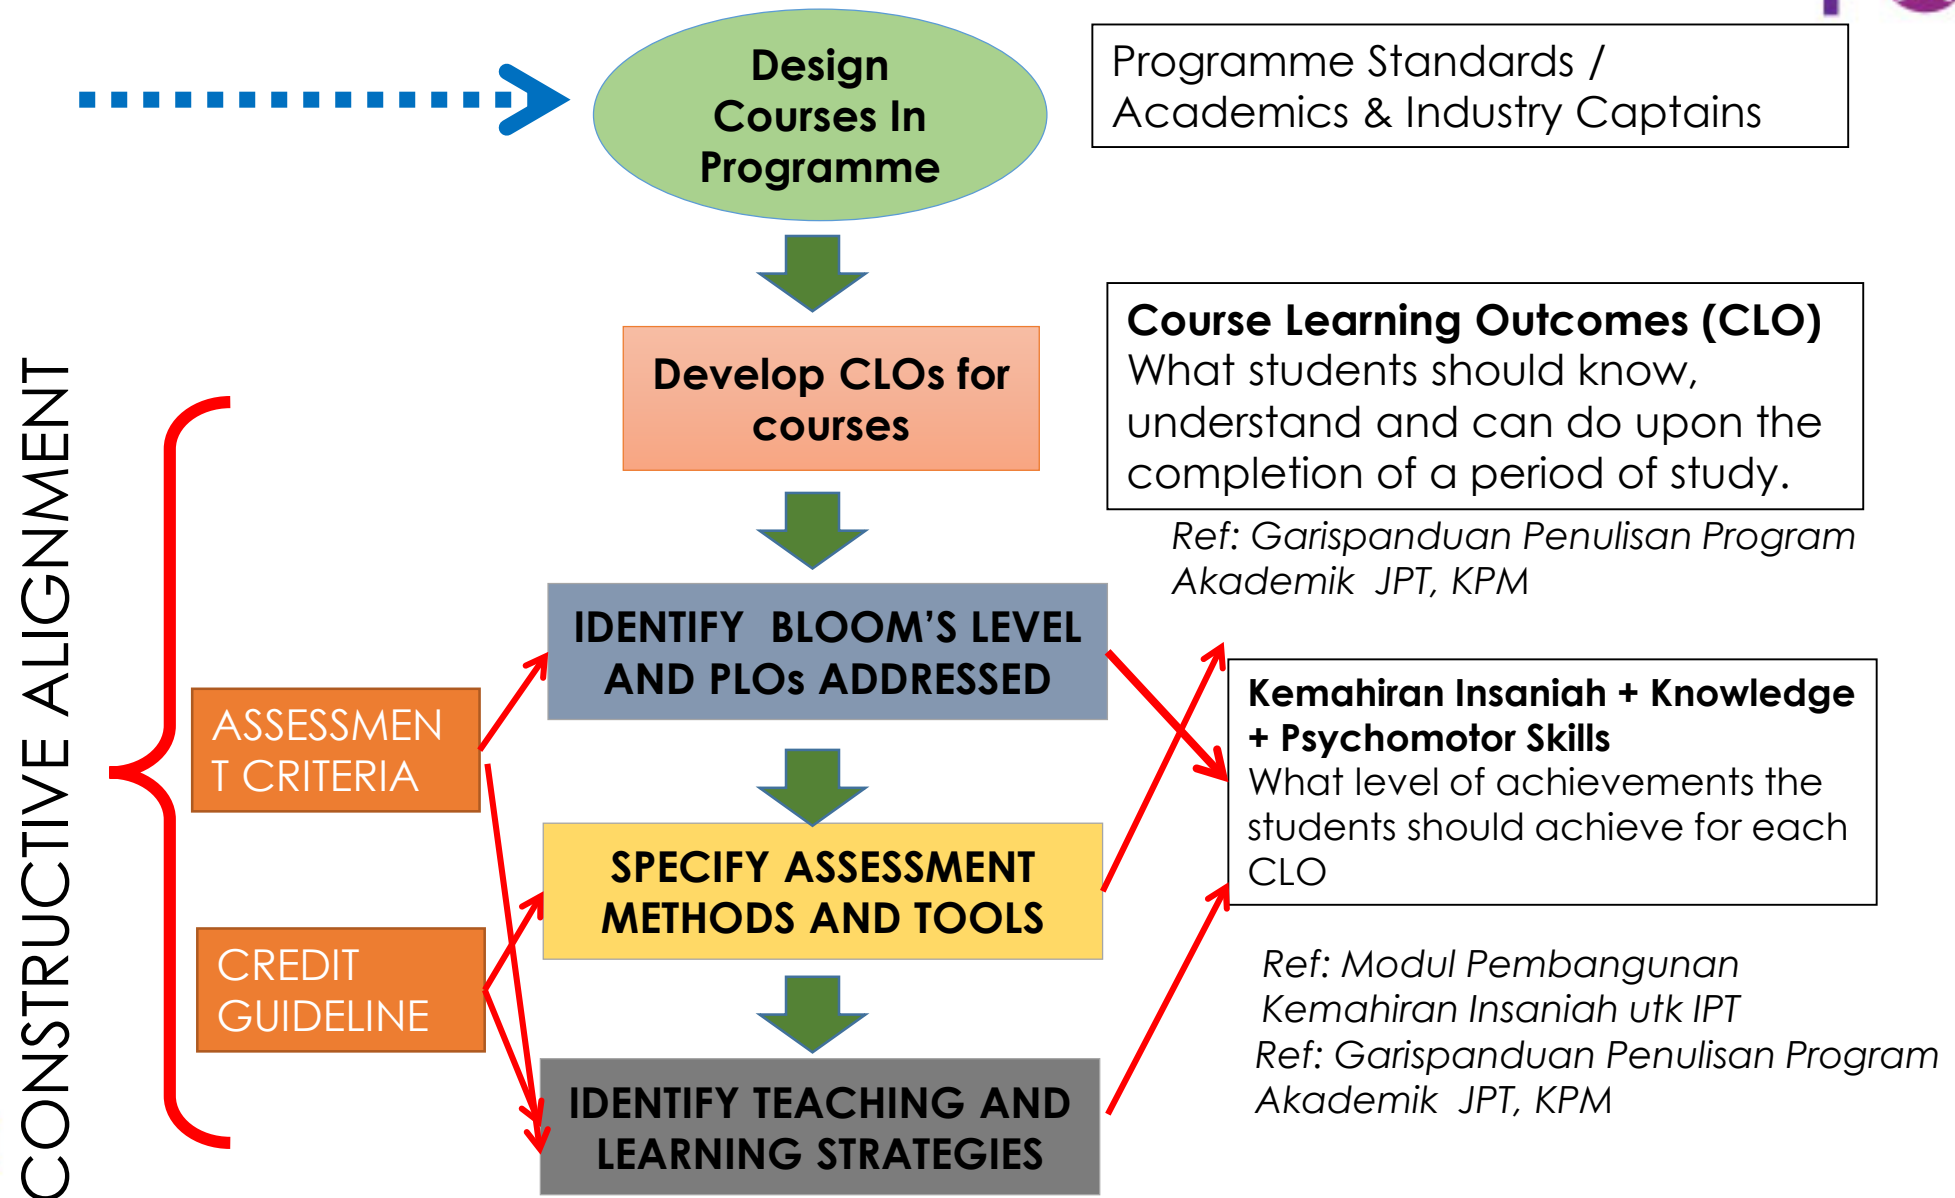 Design
Courses In
Programme
Programme Standards /
Academics & Industry Captains
Develop CLOs for
courses
Course Learning Outcomes (CLO)
What students should know,
understand and can do upon the
completion of a period of study.
Ref: Garispanduan Penulisan Program
Akademik JPT, KPM
CONSTRUCTIVE ALIGNMENT
IDENTIFY BLOOM’S LEVEL
AND PLOs ADDRESSED
ASSESSMEN
T CRITERIA
Kemahiran Insaniah + Knowledge
+ Psychomotor Skills
What level of achievements the
students should achieve for each
CLO
SPECIFY ASSESSMENT
METHODS AND TOOLS
CREDIT
GUIDELINE
Ref: Modul Pembangunan
Kemahiran Insaniah utk IPT
Ref: Garispanduan Penulisan Program
Akademik JPT, KPM
IDENTIFY TEACHING AND
LEARNING STRATEGIES